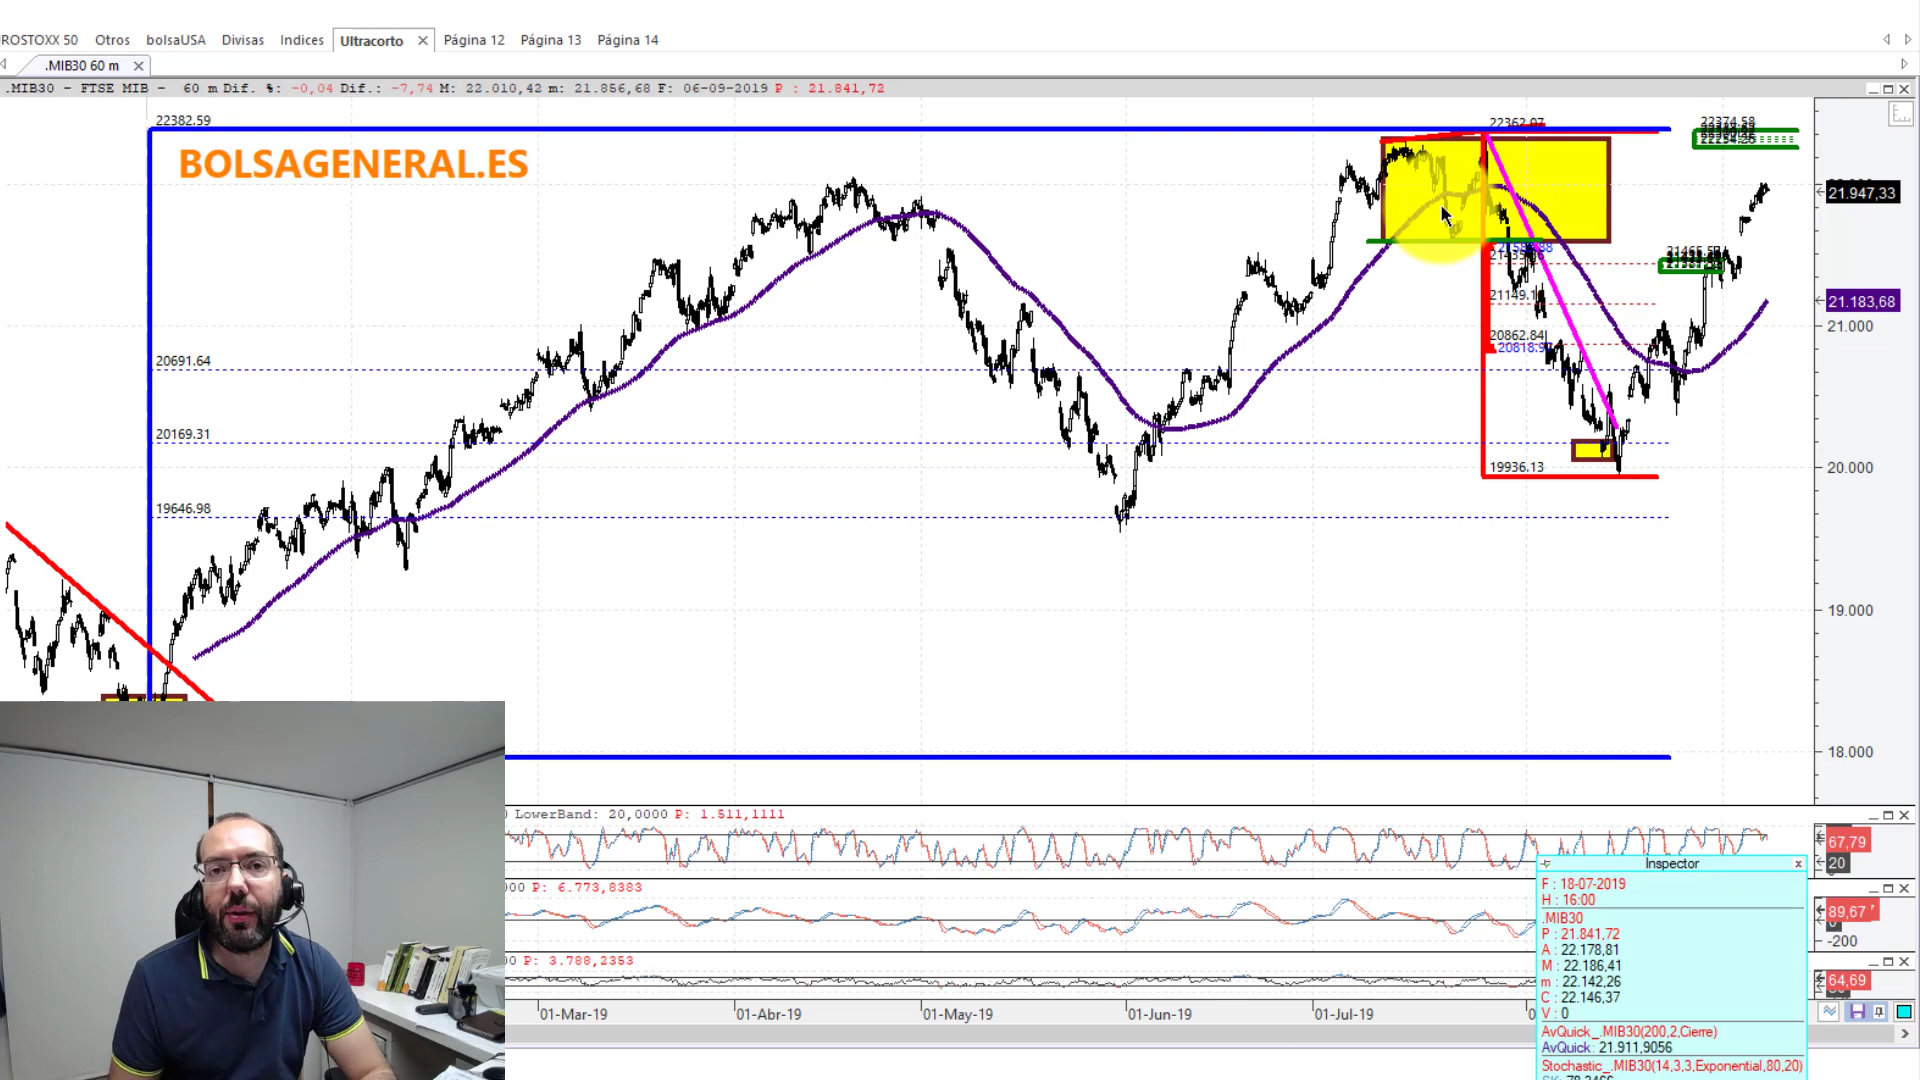 ROSTOXX 50 Otros bolsaUSA Divisas Indices Ultracorto Página 12 Página 13 Página 14
.MIB30 60 m
.MIB30 - FTSE MIB - 60 m Dif. %: -0,04 Dif.: -7,74 M: 22.010,42 m: 21.856,68 F: 06-09-2019 P : 21.841,72
22382.59
22362.07
22374.58
BOLSAGENERAL.ES
21.947,33
21149.1
21.183,68
21.000
20862.84
20818.9
20691.64
20169.31
19936.13
20.000
19646.98
19.000
18.000
LowerBand: 20,0000 P: 1.511,1111
67,79
20
Inspector
000 P: 6.773,8383
89,67
-200
00 P: 3.788,2353
64,69
F : 18-07-2019
H : 16:00
.MIB30
P : 21.841,72
A : 22.178,81
M : 22.186,41
m : 22.142,26
C : 22.146,37
V : 0
AvQuick_.MIB30(200,2,Cierre)
AvQuick: 21.911,9056
Stochastic_.MIB30(14,3,3,Exponential,80,20)
01-Mar-19 01-Abr-19 01-May-19 01-Jun-19 01-Jul-19